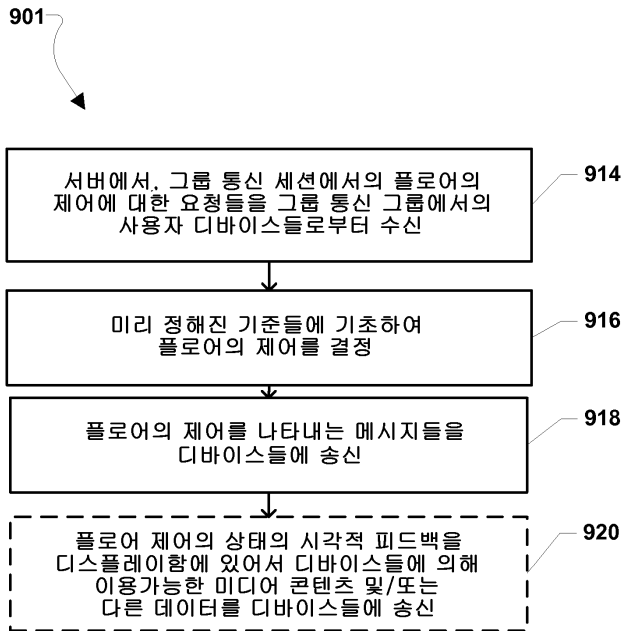 901
서버에서, 그룹 통신 세션에서의 플로어의
제어에 대한 요청들을 그룹 통신 그룹에서의
사용자 디바이스들로부터 수신
914
미리 정해진 기준들에 기초하여
플로어의 제어를 결정
916
플로어의 제어를 나타내는 메시지들을
디바이스들에 송신
918
플로어 제어의 상태의 시각적 피드백을
디스플레이함에 있어서 디바이스들에 의해
이용가능한 미디어 콘텐츠 및/또는
다른 데이터를 디바이스들에 송신
920